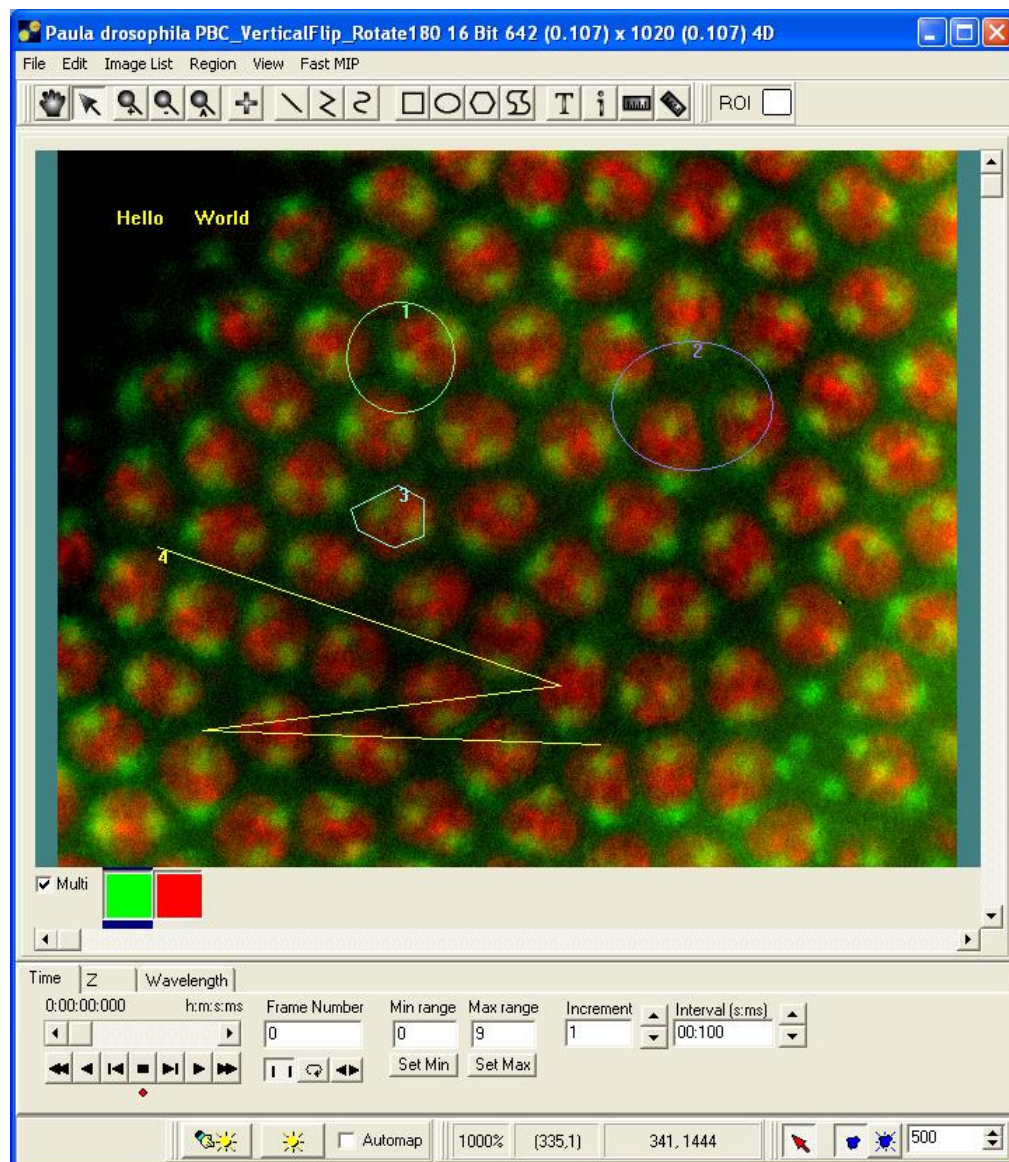 Paula drosophila PBC_VerticalFlip_Rotate180 16 Bit 642 (0.107) x 1020 (0.107) 4D
File Edit Image List Region View Fast MIP
T i ROI
Hello World
1
2
3
4
Multi
Time Z Wavelength
0:00:00:000 h:m:s:ms Frame Number Min range Max range Increment Interval (s:ms)
0 0 9 1 00:100
Set Min Set Max
Automap 1000% (335,1) 341, 1444 500